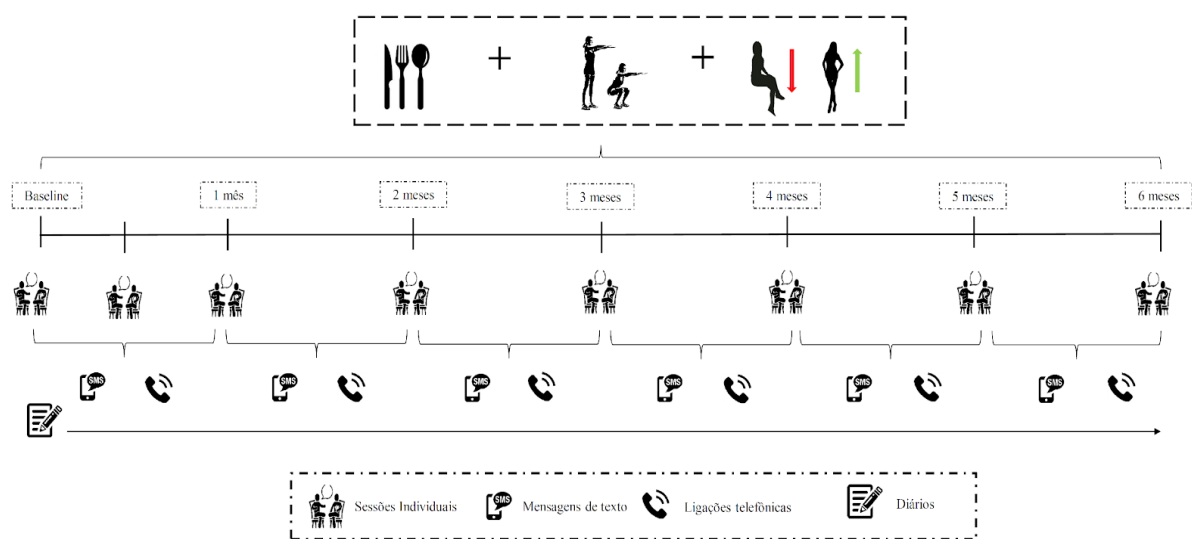 + +
Baseline 1 mês 2 meses 3 meses 4 meses 5 meses 6 meses
SMS SMS SMS SMS SMS SMS
Sessões Individuais SMS Mensagens de texto Ligações telefônicas Diários